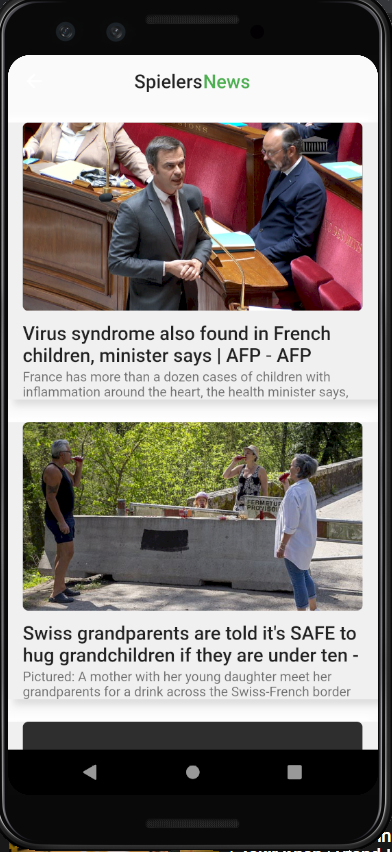 SpielersNews
Virus syndrome also found in French
children, minister says | AFP - AFP
France has more than a dozen cases of children with
inflammation around the heart, the health minister says,
FERMETURE
Swiss grandparents are told it's SAFE to
hug grandchildren if they are under ten -
Pictured: A mother with her young daughter meet her
grandparents for a drink across the Swiss-French border